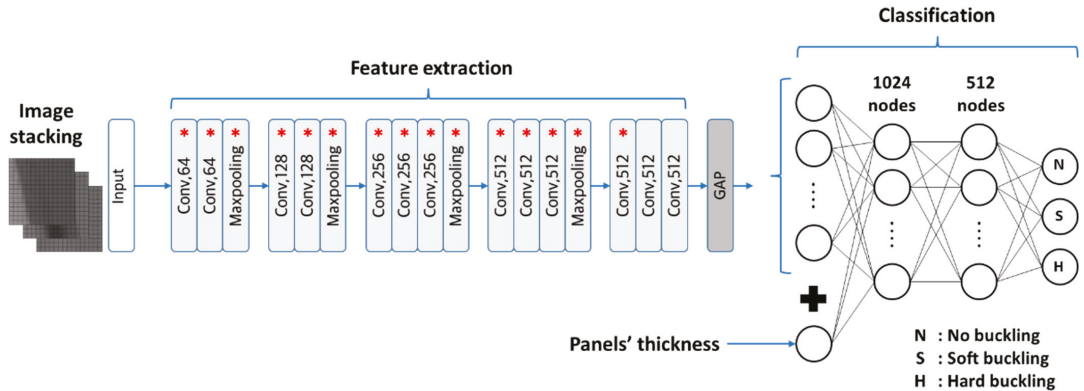 Classification
Feature extraction
1024
nodes
512
nodes
Image
stacking
Input
* Conv,64
* Conv,64
* Maxpooling
* Conv,128
* Conv,128
* Maxpooling
* Conv,256
* Conv,256
* Conv,256
* Maxpooling
* Conv,512
* Conv,512
* Conv,512
* Maxpooling
* Conv,512
Conv,512
Conv,512
GAP
N
S
H
Panels’ thickness
N : No buckling
S : Soft buckling
H : Hard buckling